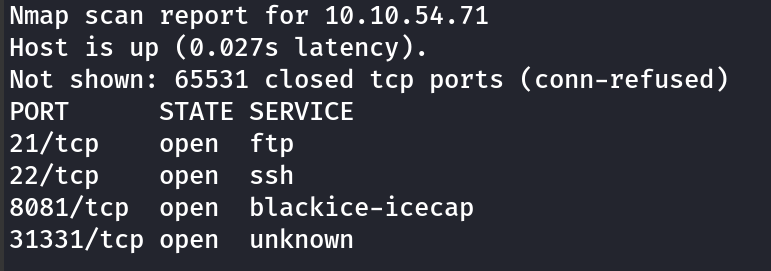 Nmap scan report for 10.10.54.71
Host is up (0.027s latency).
Not shown: 65531 closed tcp ports (conn-refused)
PORT      STATE SERVICE
21/tcp    open  ftp
22/tcp    open  ssh
8081/tcp  open  blackice-icecap
31331/tcp open  unknown